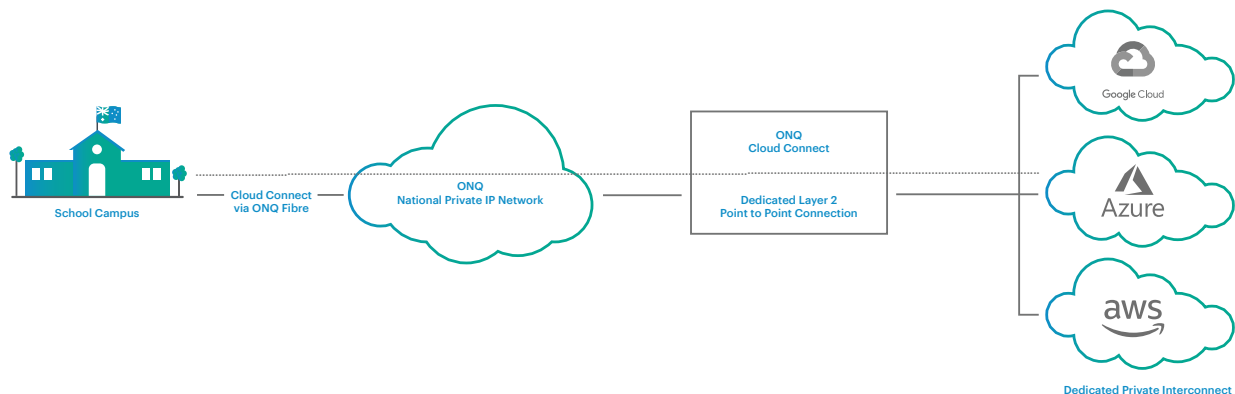 School Campus
Cloud Connect
via ONQ Fibre
ONQ
National Private IP Network
ONQ
Cloud Connect
Dedicated Layer 2
Point to Point Connection
Google Cloud
Azure
aws
Dedicated Private Interconnect